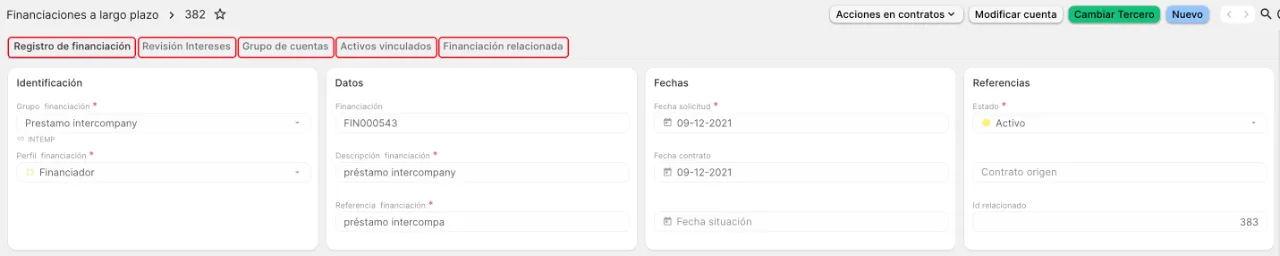 Financiaciones a largo plazo > 382
Acciones en contratos Modificar cuenta Cambiar Tercero Nuevo
Registro de financiación Revisión Intereses Grupo de cuentas Activos vinculados Financiación relacionada
Identificación
Grupo financiación *
Prestamo intercompany
INTEMP
Perfil financiación *
Financiador
Datos
Financiación
FIN000543
Descripción financiación *
préstamo intercompany
Referencia financiación *
préstamo intercompa
Fechas
Fecha solicitud *
09-12-2021
Fecha contrato
09-12-2021
Fecha situación
Referencias
Estado *
Activo
Contrato origen
Id relacionado
383